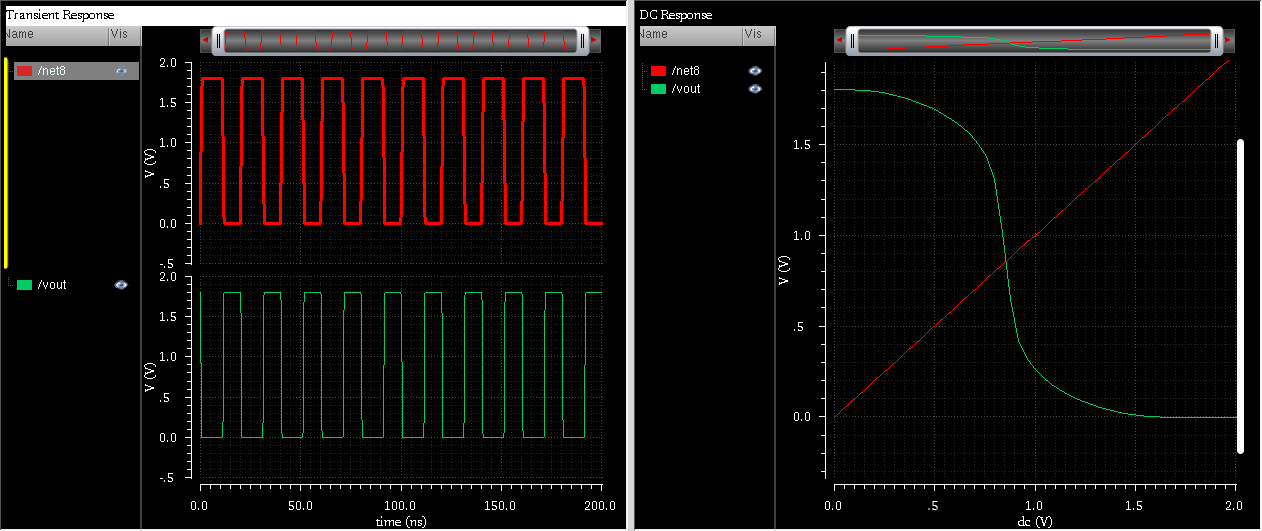 Transient Response
Name Vis
/net8
/vout
2.0
1.5
1.0
.5
0.0
-.5
V (V)
2.0
1.5
1.0
.5
0.0
-.5
V (V)
0.0 50.0 100.0 150.0 200.0
time (ns)
DC Response
Name Vis
/net8
/vout
1.5
1.0
.5
0.0
V (V)
0.0 .5 1.0 1.5 2.0
dc (V)